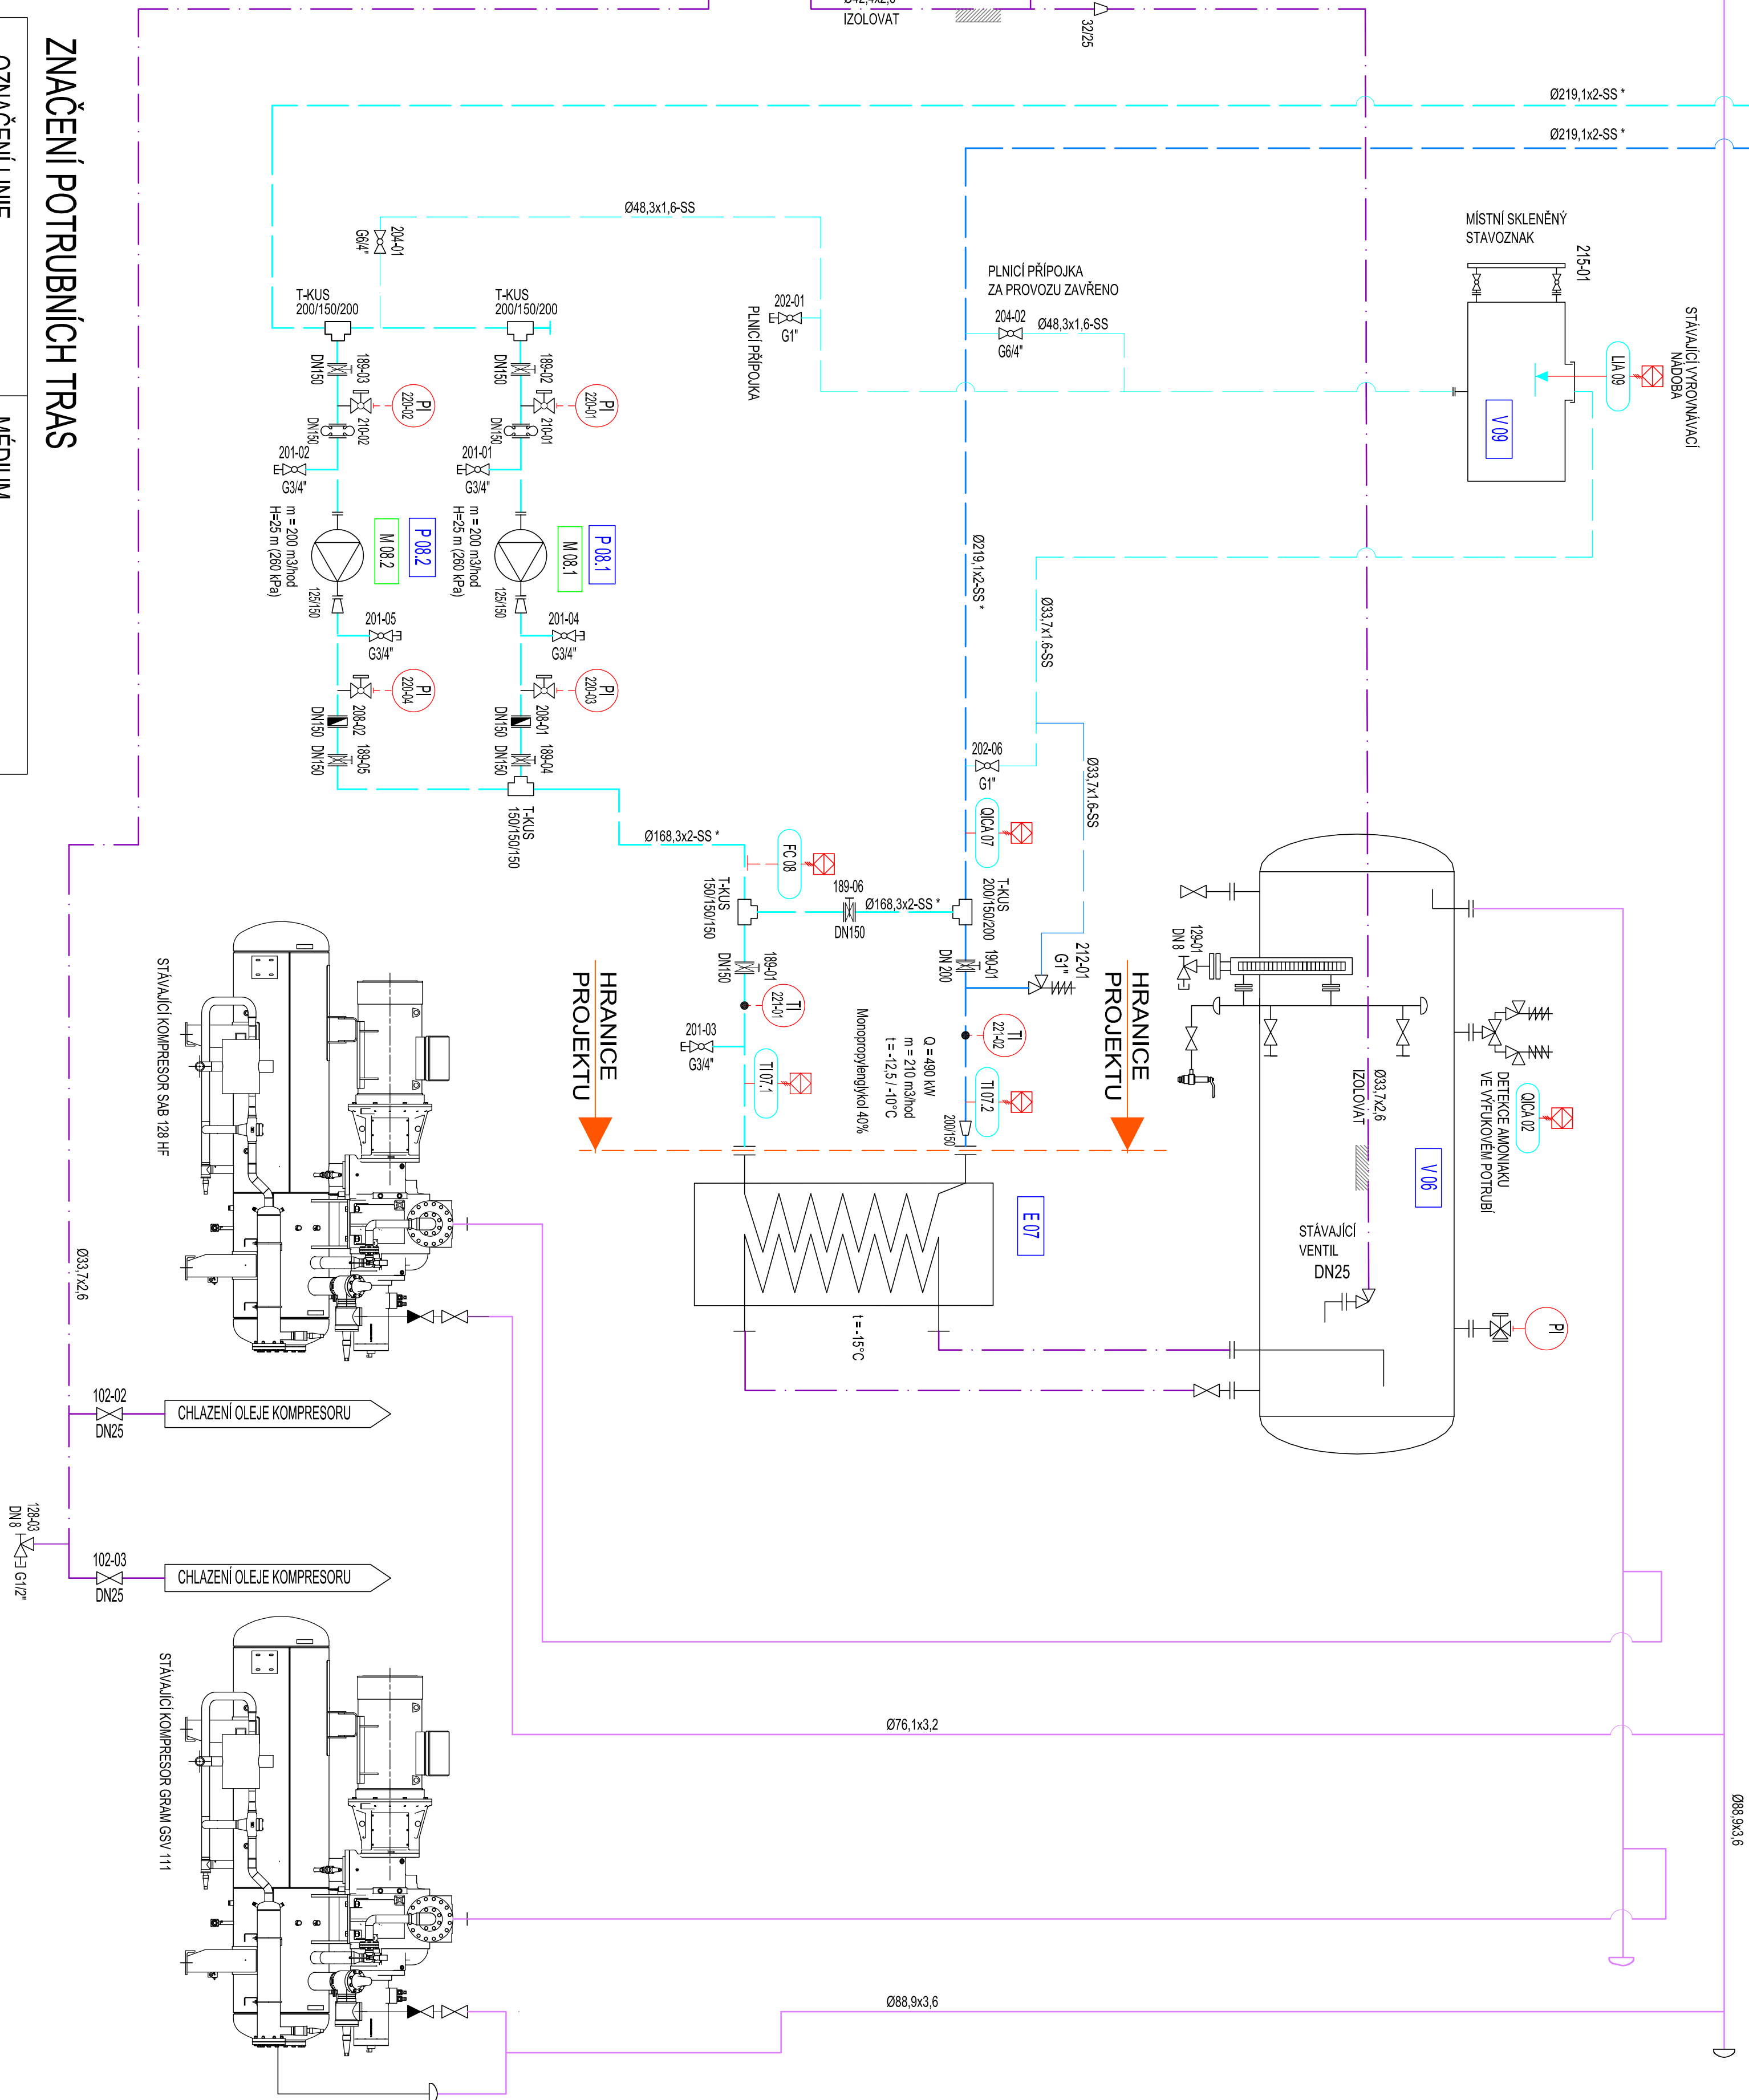 Ø42,4x2,6
IZOLOVAT
32/25
Ø219,1x2-SS *
Ø219,1x2-SS *
ZNAČENÍ POTRUBNÍCH TRAS
OZNAČENÍ LINIE
MÉDIUM
Ø48,3x1,6-SS
204-01
G6/4"
MÍSTNÍ SKLENĚNÝ
STAVOZNAK
215-01
STÁVAJÍCÍ VYROVNÁVACÍ
NÁDOBA
LIA 09
V 09
PLNICÍ PŘÍPOJKA
ZA PROVOZU ZAVŘENO
204-02
Ø48,3x1,6-SS
G6/4"
202-01
G1"
PLNICÍ PŘÍPOJKA
T-KUS
200/150/200
T-KUS
200/150/200
189-03
DN150
189-02
DN150
PI
220-02
PI
220-01
210-02
DN150
210-01
DN150
201-02
G3/4"
201-01
G3/4"
m = 200 m3/hod
H=25 m (260 kPa)
m = 200 m3/hod
H=25 m (260 kPa)
P 08.2
M 08.2
P 08.1
M 08.1
125/150
125/150
201-05
G3/4"
201-04
G3/4"
PI
220-04
PI
220-03
208-02
DN150
208-01
DN150
189-05
DN150
189-04
DN150
T-KUS
150/150/150
Ø219,1x2-SS *
Ø33,7x1.6-SS
202-06
G1"
Ø33,7x1.6-SS
QICA 07
Ø168,3x2-SS *
FC 08
T-KUS
150/150/150
189-06
DN150
Ø168,3x2-SS *
T-KUS
200/150/200
190-01
DN 200
212-01
G1"
189-01
DN150
TI
221-01
TI
221-02
201-03
G3/4"
TI 07.1
TI 07.2
200/150
Q = 490 kW
m = 210 m3/hod
t = -12,5 / -10°C
Monopropylenglykol 40%
HRANICE
PROJEKTU
HRANICE
PROJEKTU
E 07
t = -15°C
129-01
DN 8
DETEKCE AMONIAKU
VE VÝFUKOVÉM POTRUBÍ
QICA 02
Ø33,7x2,6
IZOLOVAT
V 06
STÁVAJÍCÍ
VENTIL
DN25
PI
STÁVAJÍCÍ KOMPRESOR SAB 128 HF
Ø33,7x2,6
102-02
DN25
CHLAZENÍ OLEJE KOMPRESORU
128-03
DN 8
G1/2"
102-03
DN25
CHLAZENÍ OLEJE KOMPRESORU
STÁVAJÍCÍ KOMPRESOR GRAM GSV 111
Ø76,1x3,2
Ø88,9x3,6
Ø88,9x3,6